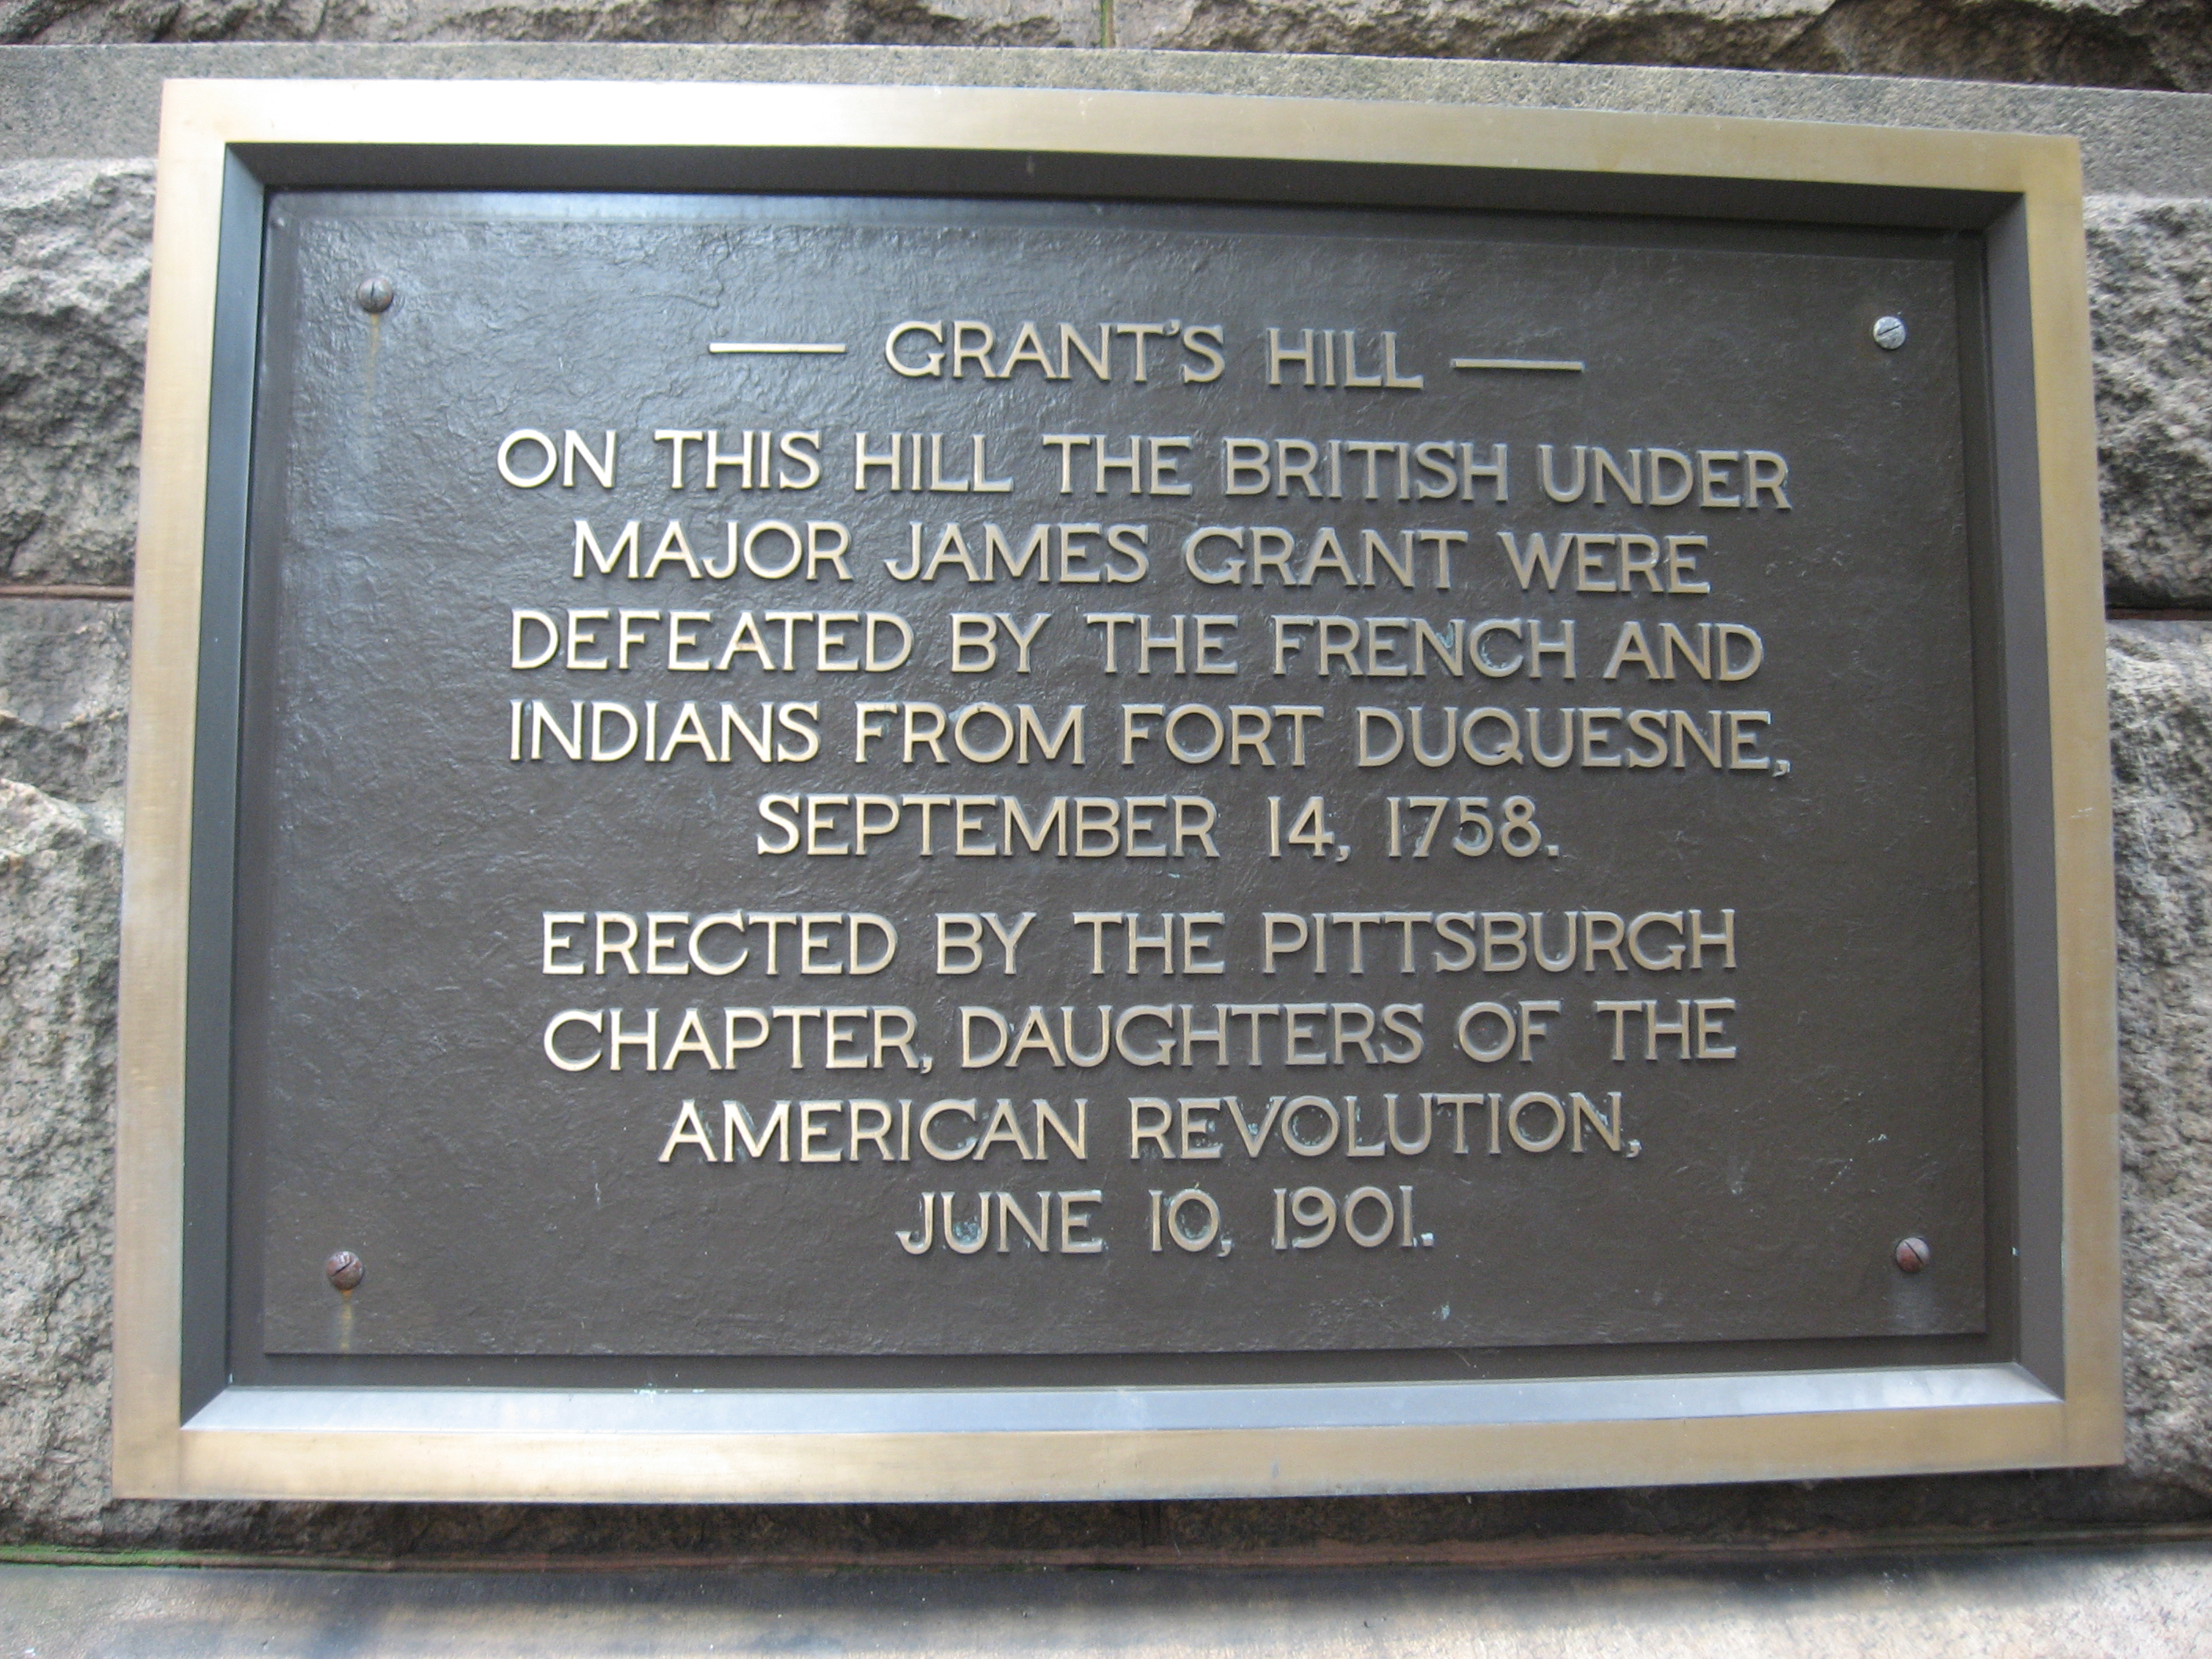 — GRANT'S HILL —
ON THIS HILL THE BRITISH UNDER
MAJOR JAMES GRANT WERE
DEFEATED BY THE FRENCH AND
INDIANS FROM FORT DUQUESNE,
SEPTEMBER 14, 1758.
ERECTED BY THE PITTSBURGH
CHAPTER, DAUGHTERS OF THE
AMERICAN REVOLUTION,
JUNE 10, 1901.